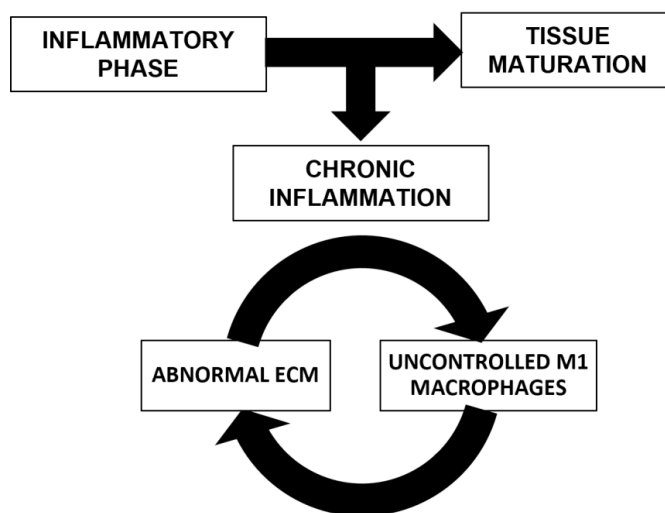 INFLAMMATORY
PHASE
TISSUE
MATURATION
CHRONIC
INFLAMMATION
ABNORMAL ECM
UNCONTROLLED M1
MACROPHAGES